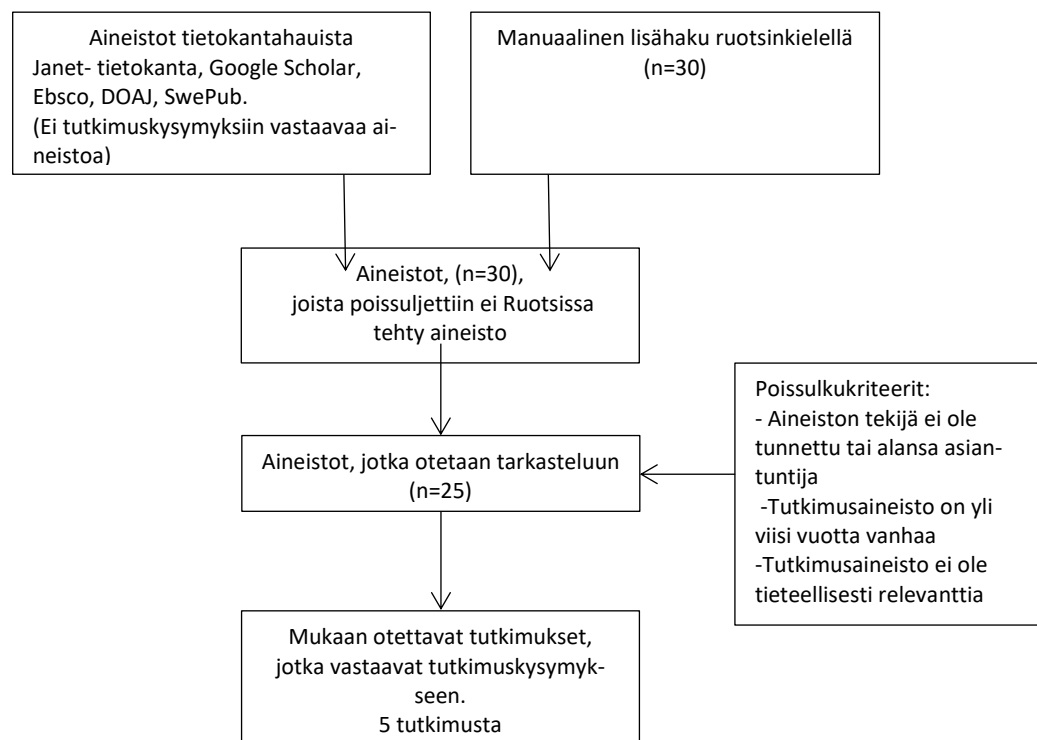 Aineistot tietokantahauista
Janet- tietokanta, Google Scholar,
Ebsco, DOAJ, SwePub.
(Ei tutkimuskysymyksiin vastaavaa ai-
neistoa)
Manuaalinen lisähaku ruotsinkielellä
(n=30)
Aineistot, (n=30),
joista poissuljettiin ei Ruotsissa
tehty aineisto
Aineistot, jotka otetaan tarkasteluun
(n=25)
Poissulkukriteerit:
- Aineiston tekijä ei ole
tunnettu tai alansa asian-
tuntija
-Tutkimusaineisto on yli
viisi vuotta vanhaa
-Tutkimusaineisto ei ole
tieteellisesti relevanttia
Mukaan otettavat tutkimukset,
jotka vastaavat tutkimuskysymyk-
seen.
5 tutkimusta